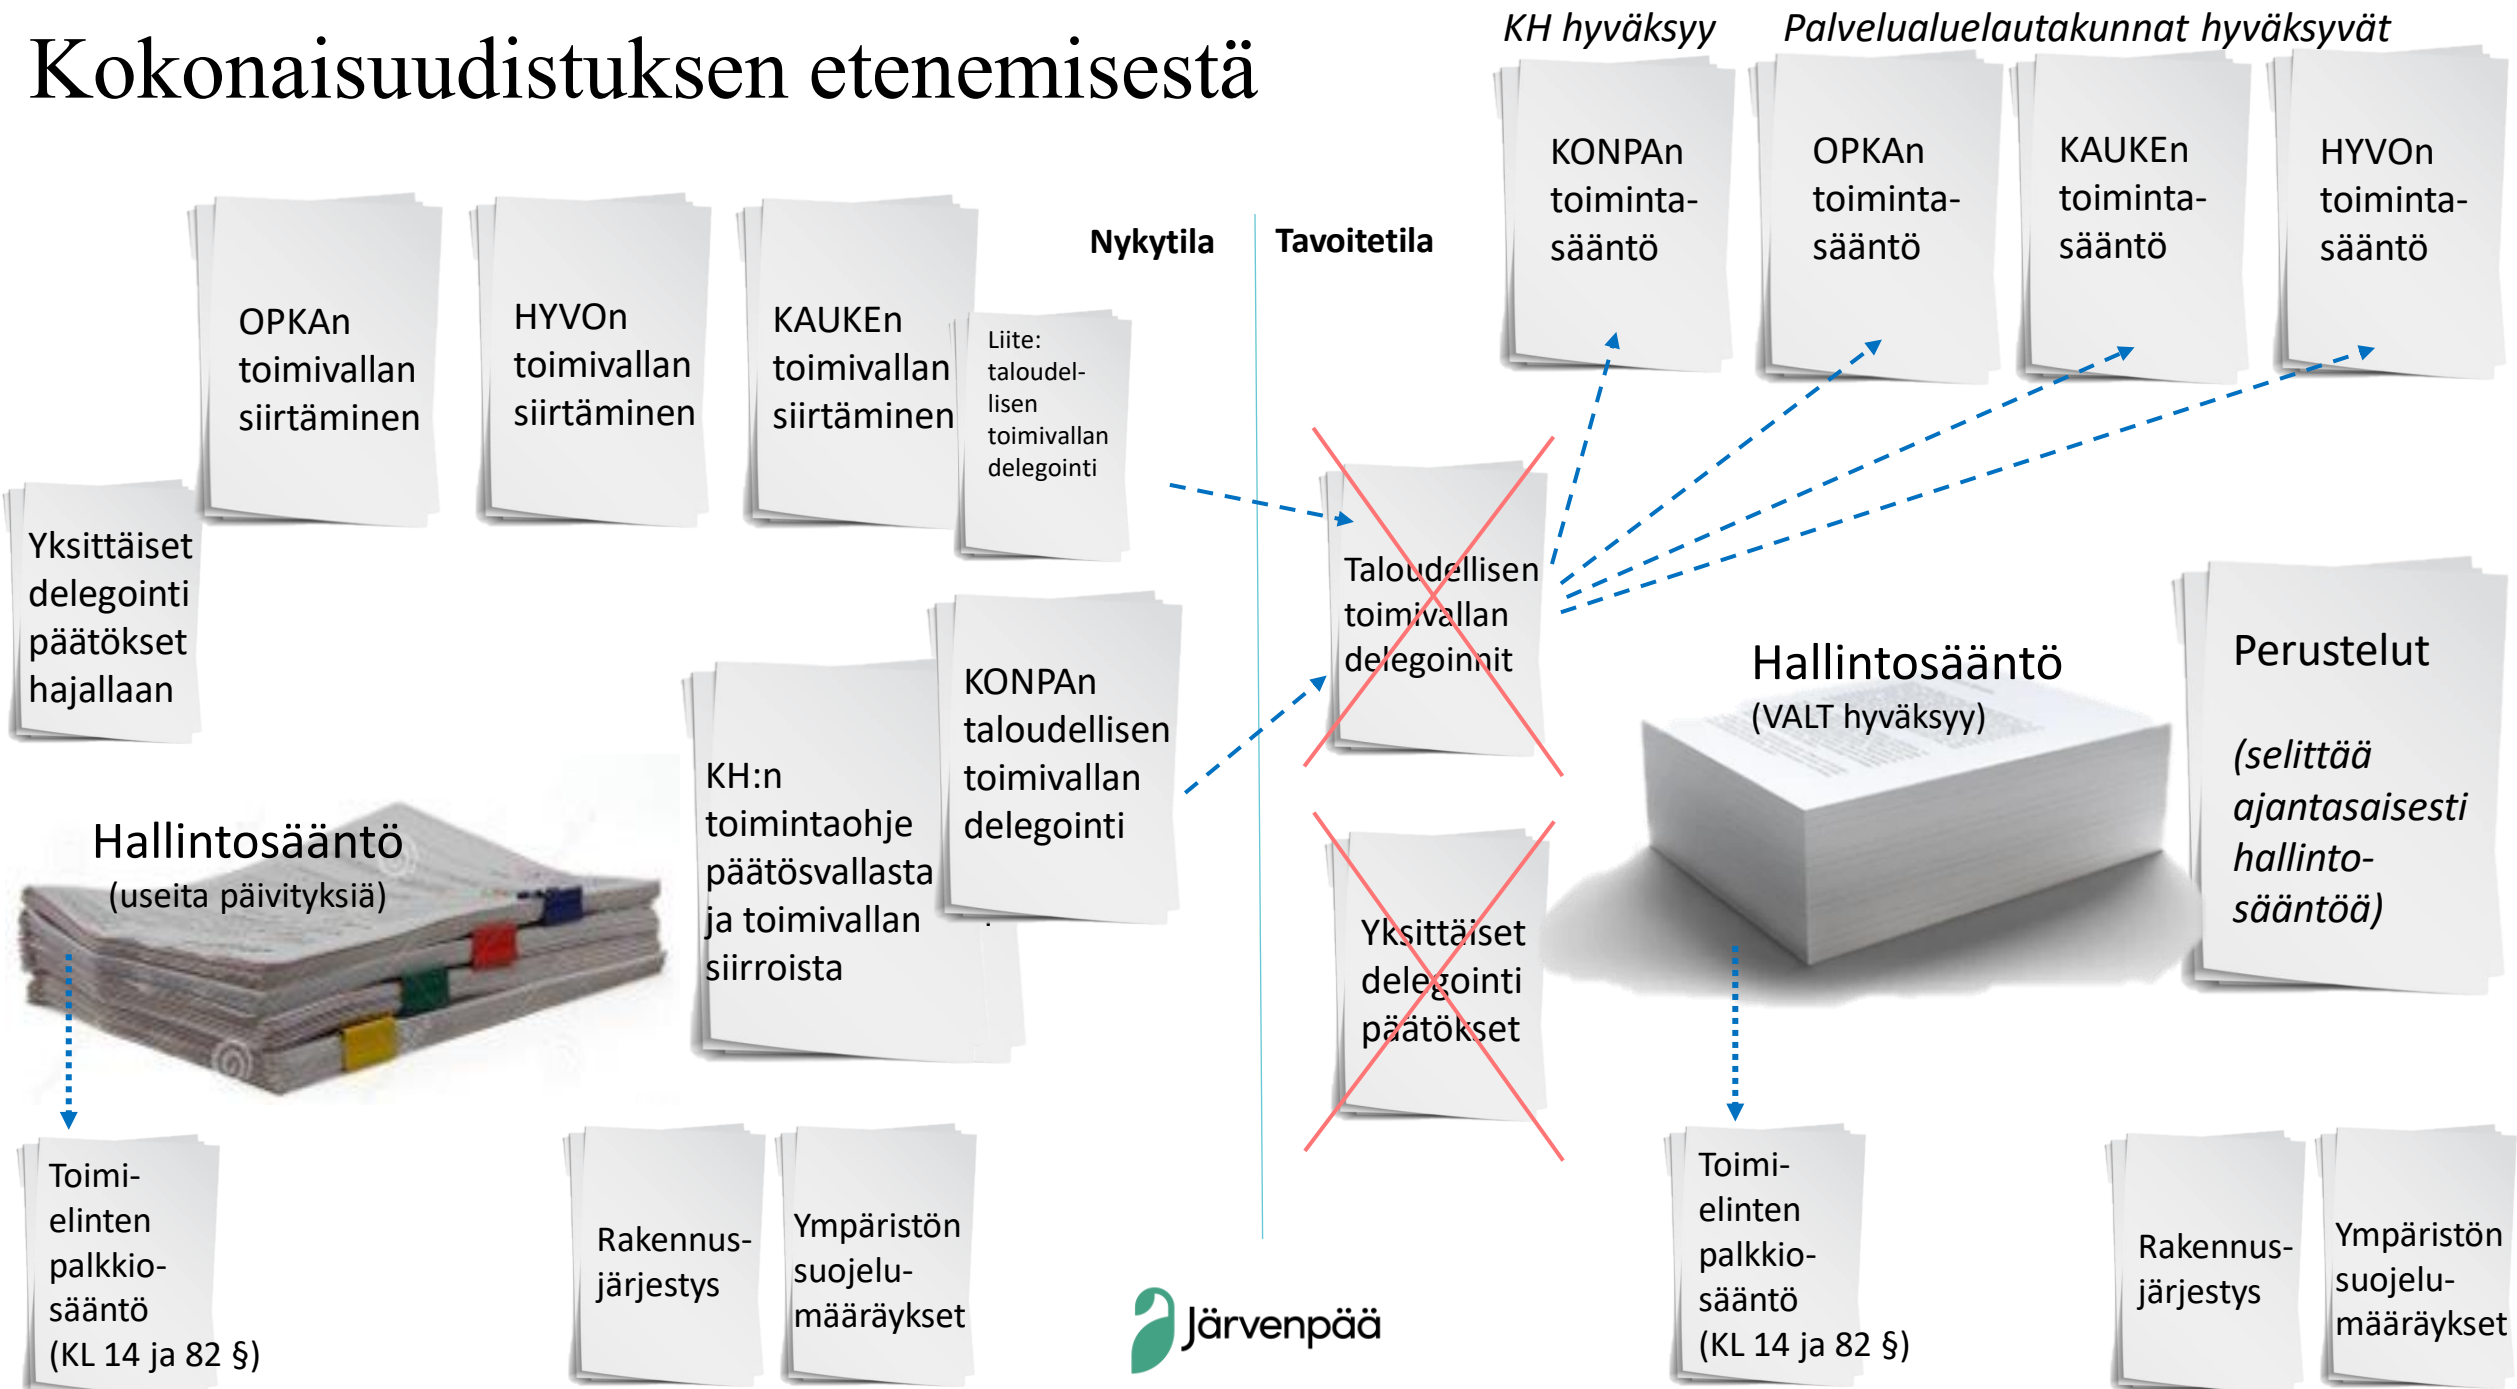 Kokonaisuudistuksen etenemisestä
KH hyväksyy
Palvelualuelautakunnat hyväksyvät
KONPAn
toiminta-
sääntö
OPKAn
toiminta-
sääntö
KAUKEn
toiminta-
sääntö
HYVOn
toiminta-
sääntö
Nykytila
Tavoitetila
OPKAn
toimivallan
siirtäminen
HYVOn
toimivallan
siirtäminen
KAUKEn
toimivallan
siirtäminen
Liite:
taloudel-
lisen
toimivallan
delegointi
Yksittäiset
delegointi
päätökset
hajallaan
KH:n
toimintaohje
päätösvallasta
ja toimivallan
siirroista
KONPAn
taloudellisen
toimivallan
delegointi
Hallintosääntö
(useita päivityksiä)
Toimi-
elinten
palkkio-
sääntö
(KL 14 ja 82 §)
Rakennus-
järjestys
Ympäristön
suojelu-
määräykset
Taloudellisen
toimivallan
delegoinnit
Yksittäiset
delegointi
päätökset
Hallintosääntö
(VALT hyväksyy)
Perustelut
(selittää
ajantasaisesti
hallinto-
sääntöä)
Toimi-
elinten
palkkio-
sääntö
(KL 14 ja 82 §)
Rakennus-
järjestys
Ympäristön
suojelu-
määräykset
Järvenpää